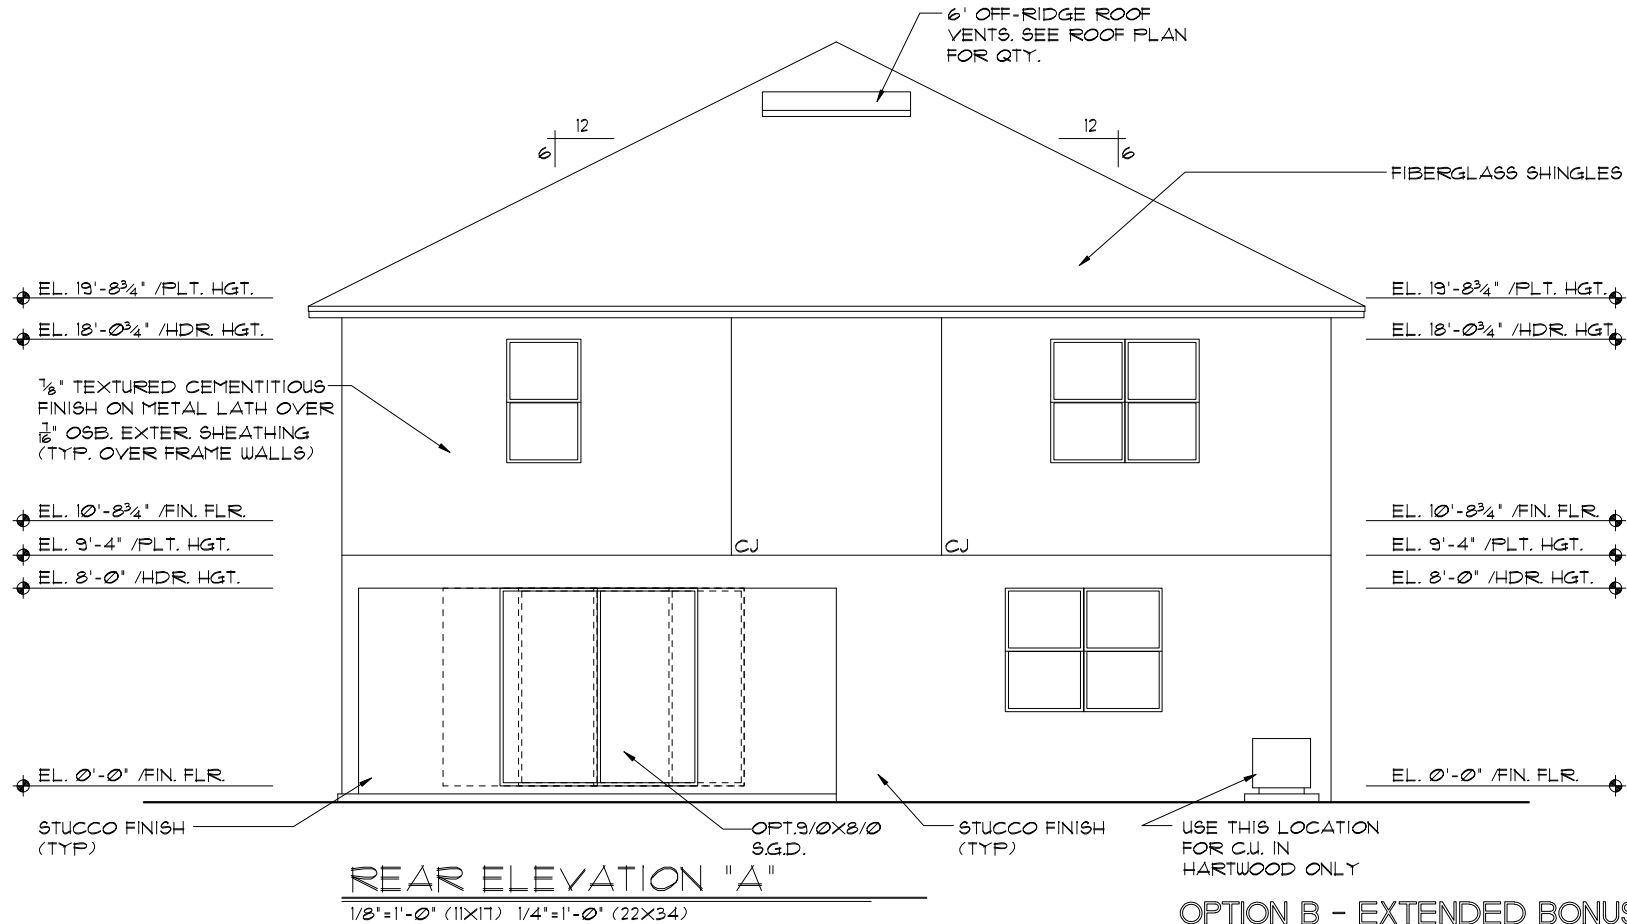 6' OFF-RIDGE ROOF
VENTS. SEE ROOF PLAN
FOR QTY.
12
6
12
6
FIBERGLASS SHINGLES
EL. 19'-8¾" /PLT. HGT.
EL. 18'-0¾" /HDR. HGT.
EL. 19'-8¾" /PLT. HGT.
EL. 18'-0¾" /HDR. HGT
⅞" TEXTURED CEMENTITIOUS
FINISH ON METAL LATH OVER
7/16" OSB. EXTER. SHEATHING
(TYP. OVER FRAME WALLS)
EL. 10'-8¾" /FIN. FLR.
EL. 9'-4" /PLT. HGT.
EL. 8'-0" /HDR. HGT.
CJ
CJ
EL. 10'-8¾" /FIN. FLR.
EL. 9'-4" /PLT. HGT.
EL. 8'-0" /HDR. HGT.
EL. 0'-0" /FIN. FLR.
EL. 0'-0" /FIN. FLR.
STUCCO FINISH
(TYP)
OPT.9/0X8/0
S.G.D.
STUCCO FINISH
(TYP)
USE THIS LOCATION
FOR C.U. IN
HARTWOOD ONLY
REAR ELEVATION "A"
1/8"=1'-0" (11X17) 1/4"=1'-0" (22X34)
OPTION B - EXTENDED BONUS